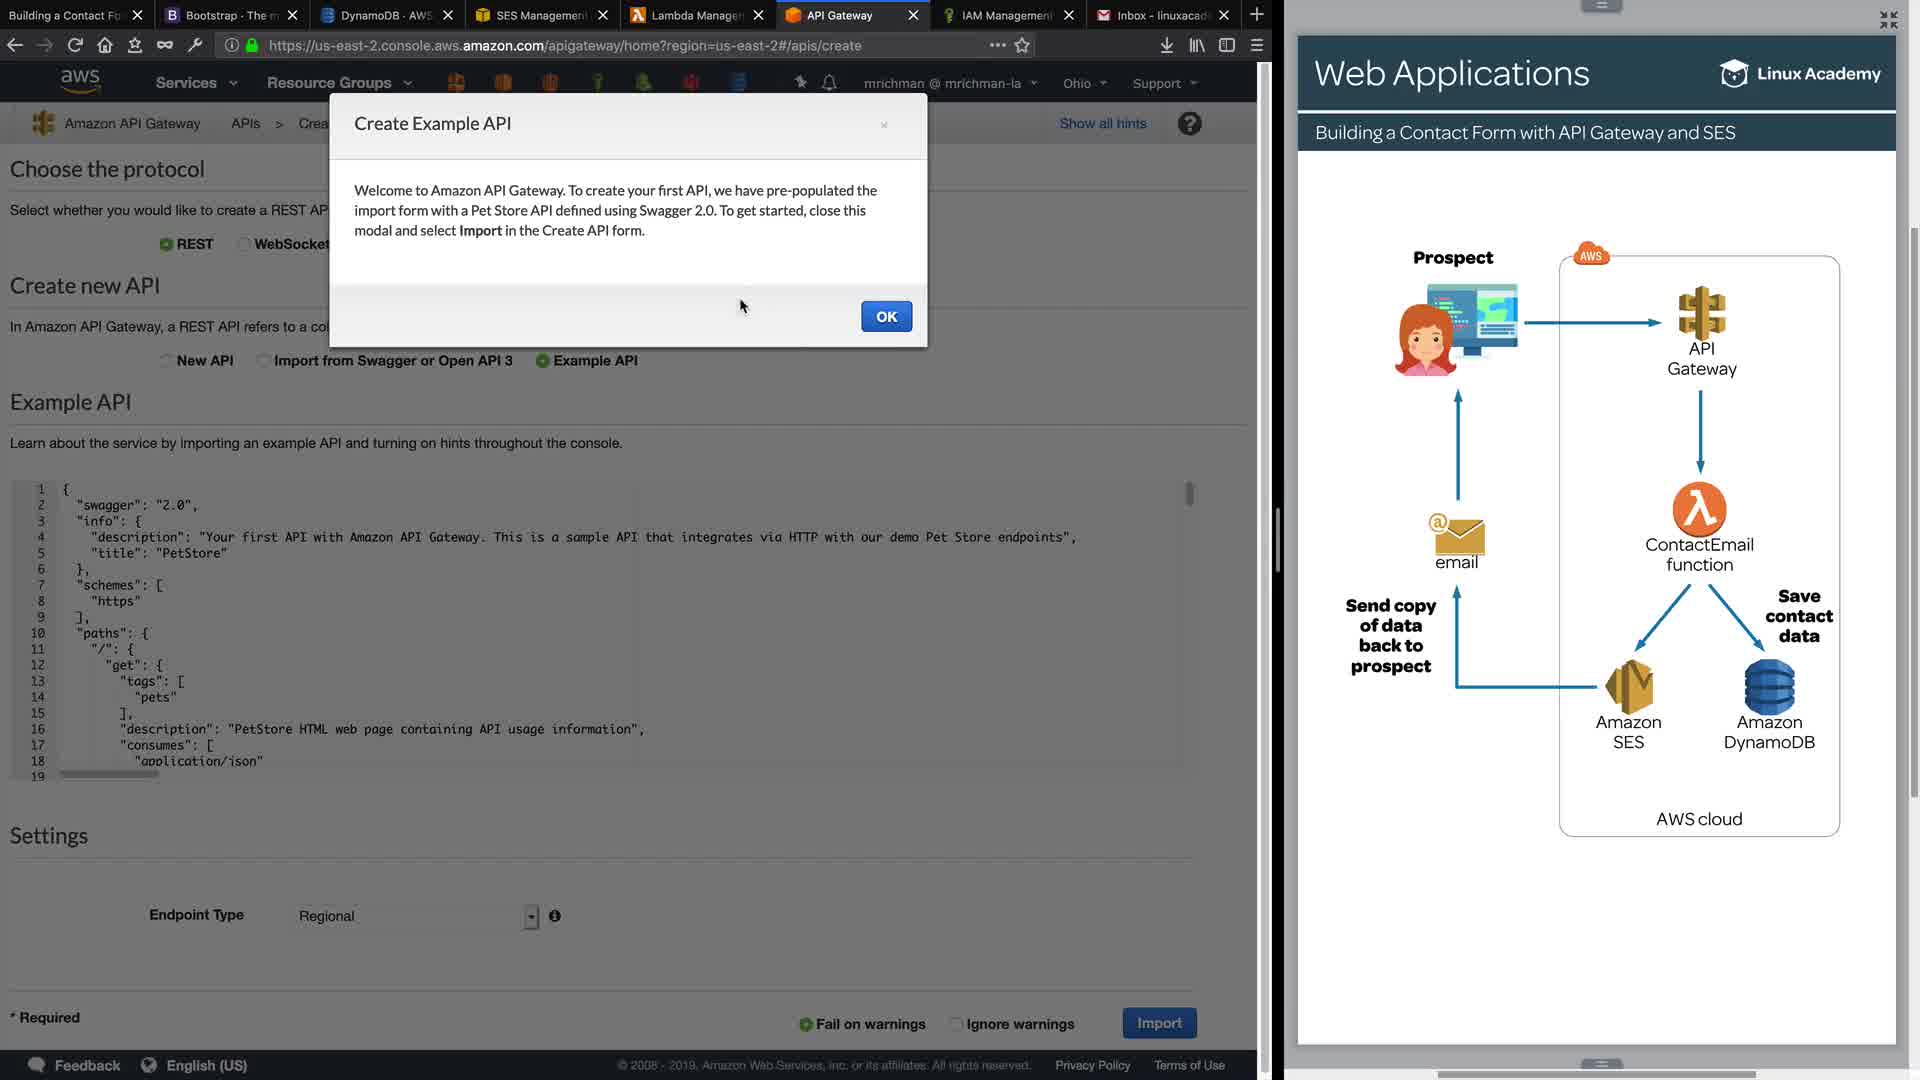 Building a Contact Fo
Bootstrap · The m
DynamoDB · AWS
SES Management
Lambda Manager
API Gateway
IAM Management
Inbox - linuxacade
https://us-east-2.console.aws.amazon.com/apigateway/home?region=us-east-2#/apis/create
aws
Services
Resource Groups
mrichman @ mrichman-la
Ohio
Support
Amazon API Gateway
APIs
>
Crea
Show all hints
?
Create Example API
×
Welcome to Amazon API Gateway. To create your first API, we have pre-populated the
import form with a Pet Store API defined using Swagger 2.0. To get started, close this
modal and select Import in the Create API form.
OK
Choose the protocol
Select whether you would like to create a REST AP
REST
WebSocket
Create new API
In Amazon API Gateway, a REST API refers to a col
New API
Import from Swagger or Open API 3
Example API
Example API
Learn about the service by importing an example API and turning on hints throughout the console.
1 {
2 "swagger": "2.0",
3 "info": {
4 "description": "Your first API with Amazon API Gateway. This is a sample API that integrates via HTTP with our demo Pet Store endpoints",
5 "title": "PetStore"
6 },
7 "schemes": [
8 "https"
9 ],
10 "paths": {
11 "/": {
12 "get": {
13 "tags": [
14 "pets"
15 ],
16 "description": "PetStore HTML web page containing API usage information",
17 "consumes": [
18 "application/json"
19
Settings
Endpoint Type
Regional
* Required
Fail on warnings
Ignore warnings
Import
Feedback
English (US)
© 2008 - 2019, Amazon Web Services, Inc. or its affiliates. All rights reserved.
Privacy Policy
Terms of Use
Web Applications
Linux Academy
Building a Contact Form with API Gateway and SES
Prospect
AWS
API
Gateway
ContactEmail
function
@
email
Send copy
of data
back to
prospect
Save
contact
data
Amazon
SES
Amazon
DynamoDB
AWS cloud